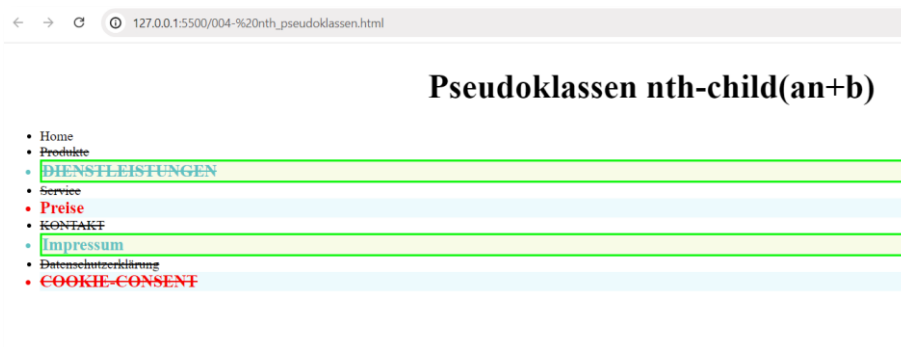 127.0.0.1:5500/004-%20nth_pseudoklassen.html
Pseudoklassen nth-child(an+b)
Home
Produkte
DIENSTLEISTUNGEN
Service
Preise
KONTAKT
Impressum
Datenschutzerklärung
COOKIE-CONSENT